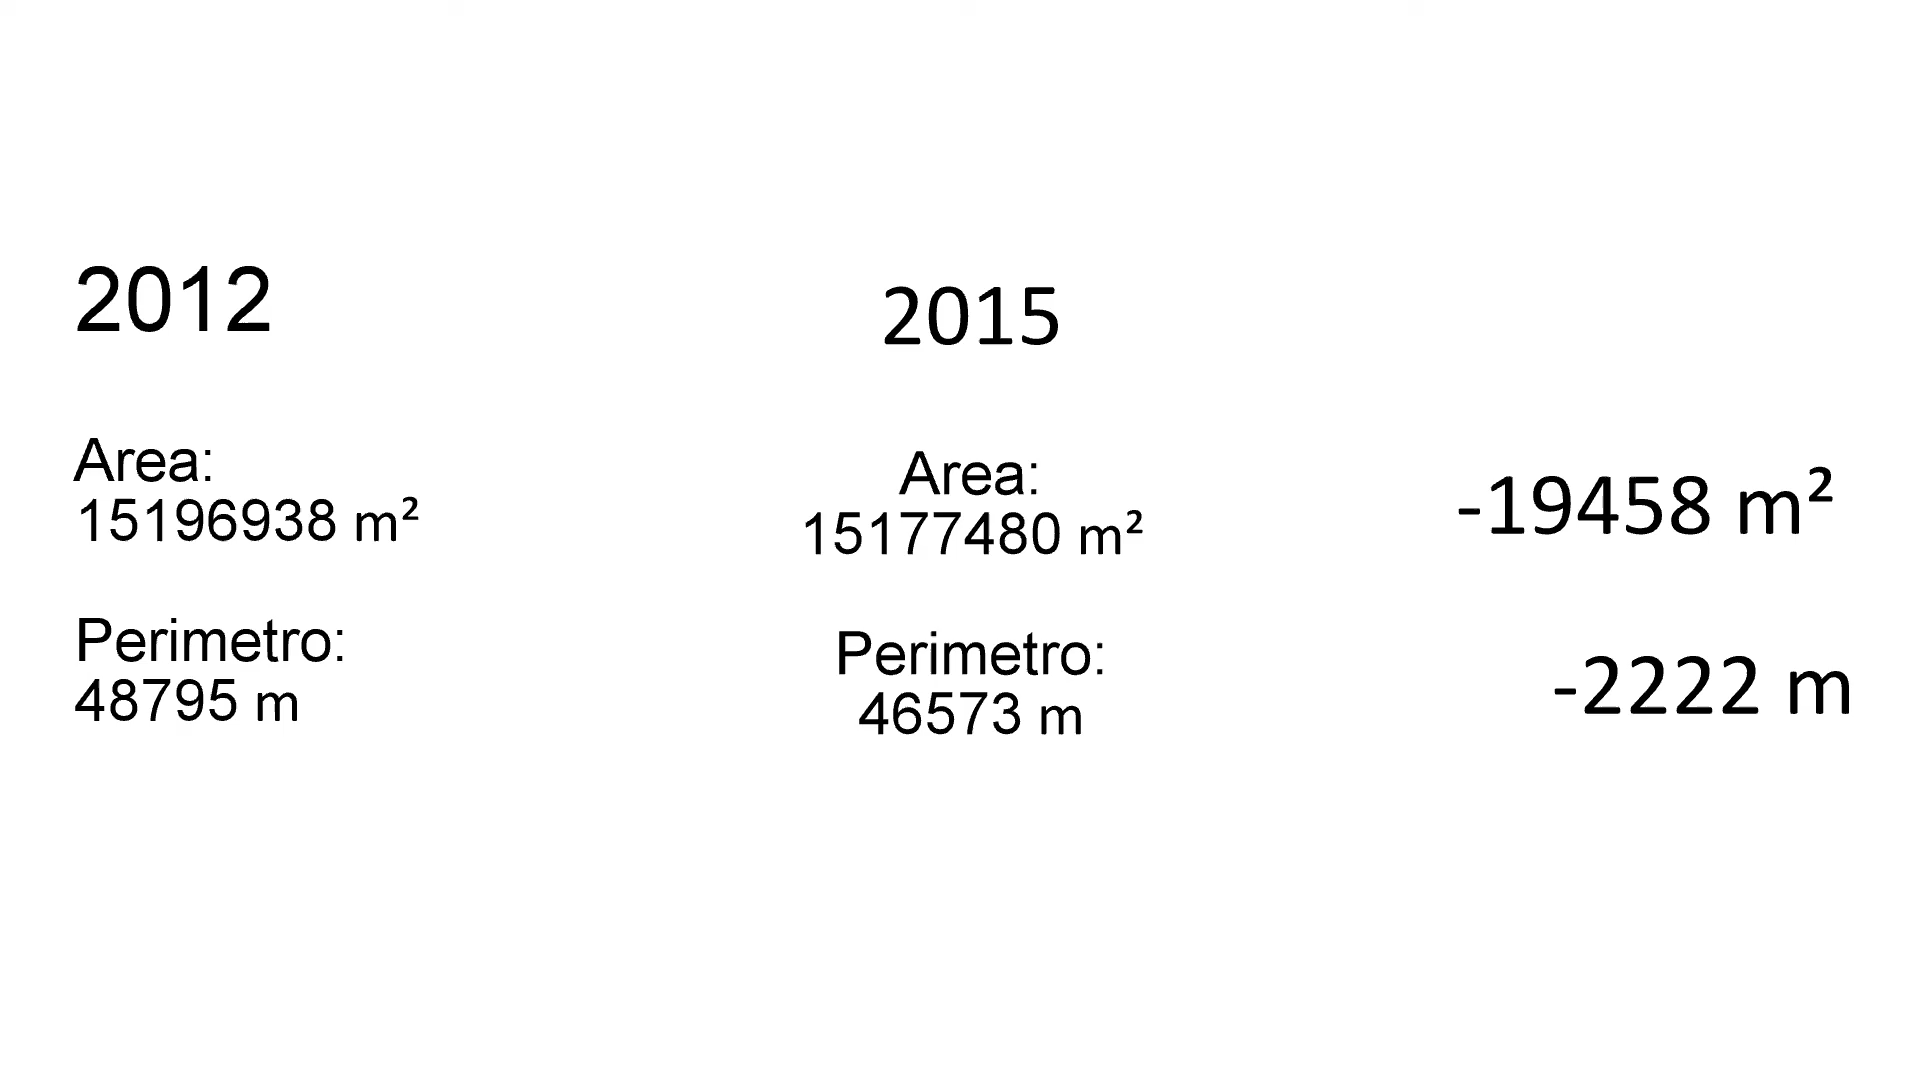 2012
Area:
15196938 m²
Perimetro:
48795 m
2015
Area:
15177480 m²
Perimetro:
46573 m
-19458 m²
-2222 m